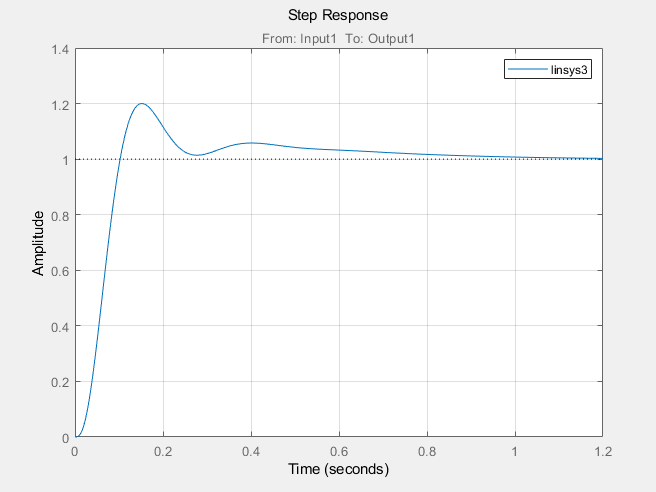 Step Response
From: Input1 To: Output1
linsys3
1.4
1.2
1
0.8
0.6
0.4
0.2
0
Amplitude
0 0.2 0.4 0.6 0.8 1 1.2
Time (seconds)